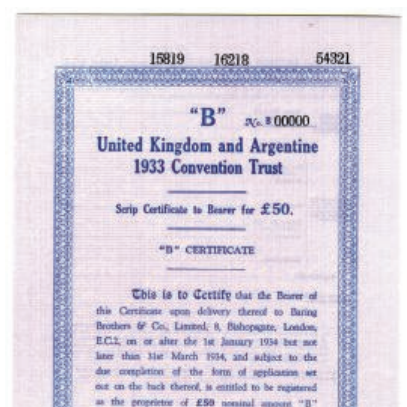 15819 16218 54321
"B" No. B 00000
United Kingdom and Argentine
1933 Convention Trust
Scrip Certificate to Bearer for £50.
"B" CERTIFICATE
This is to Certify that the Bearer of
this Certificate upon delivery thereof to Baring
Brothers & Co., Limited, 8, Bishopsgate, London,
E.C.2, on or after the 1st January 1934 but not
later than 31st March 1934, and subject to the
due completion of the form of application set
out on the back thereof, is entitled to be registered
as the proprietor of £50 nominal amount "B"